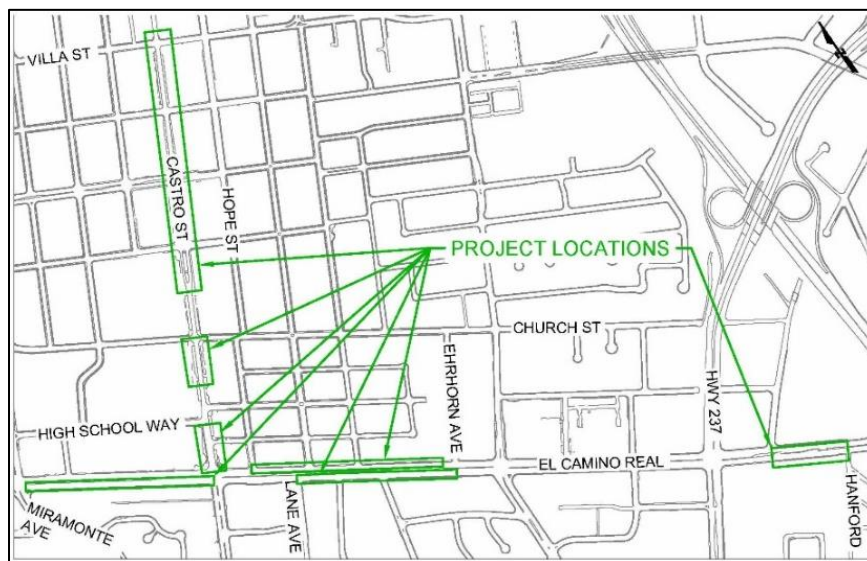 VILLA ST
CASTRO ST
HOPE ST
PROJECT LOCATIONS
CHURCH ST
EHRHORN AVE
HWY 237
HIGH SCHOOL WAY
EL CAMINO REAL
MIRAMONTE
AVE
LANE AVE
HANFORD